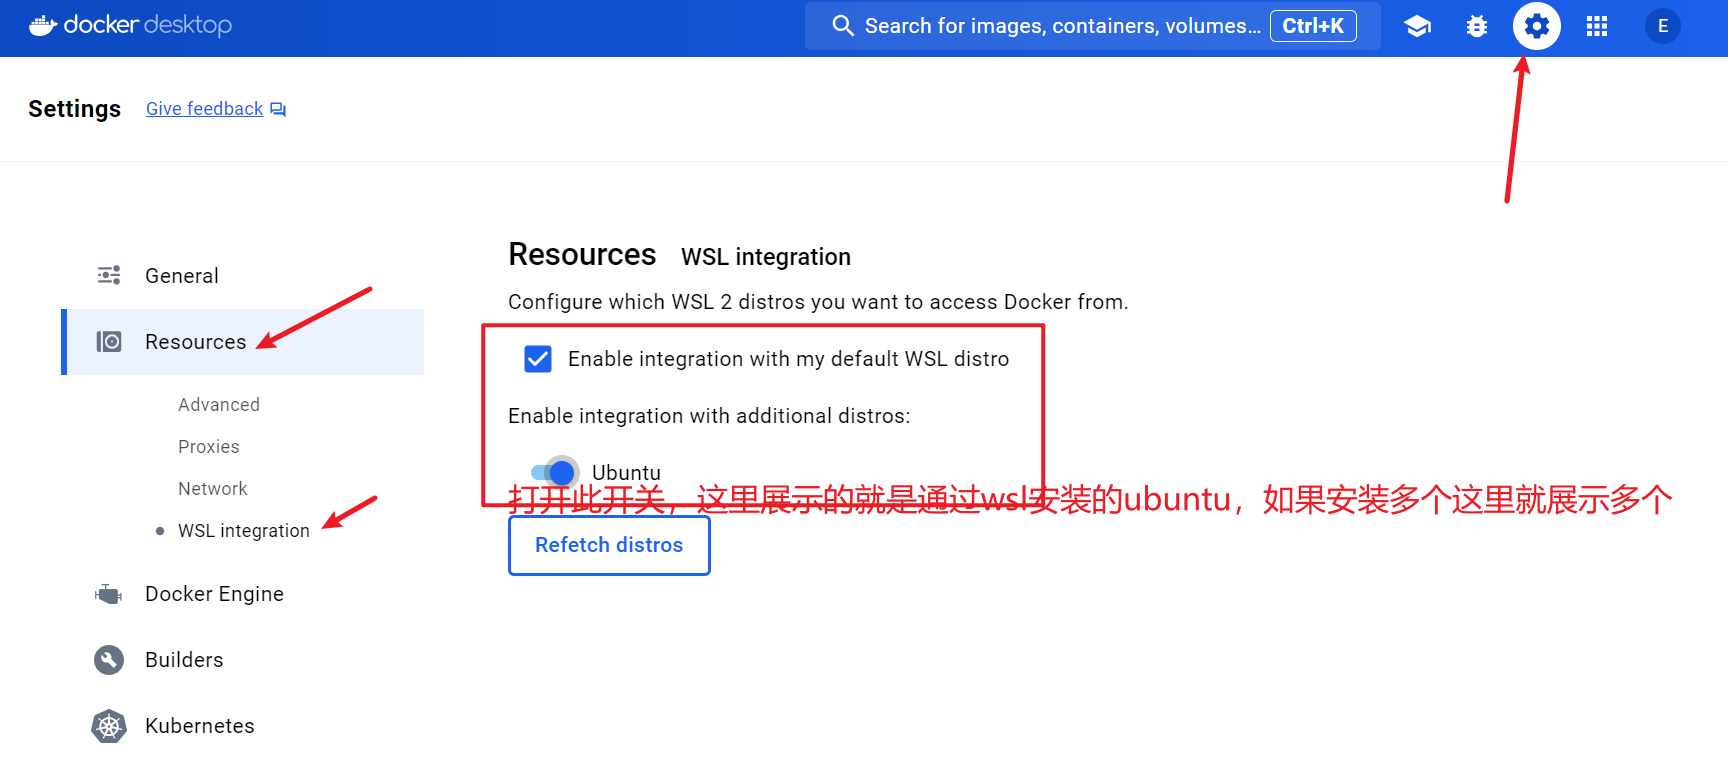 docker desktop
Search for images, containers, volumes... Ctrl+K
E
Settings Give feedback
General
Resources
Advanced
Proxies
Network
WSL integration
Docker Engine
Builders
Kubernetes
Resources WSL integration
Configure which WSL 2 distros you want to access Docker from.
Enable integration with my default WSL distro
Enable integration with additional distros:
Ubuntu
打开此开关，这里展示的就是通过wsl安装的ubuntu，如果安装多个这里就展示多个
Refetch distros